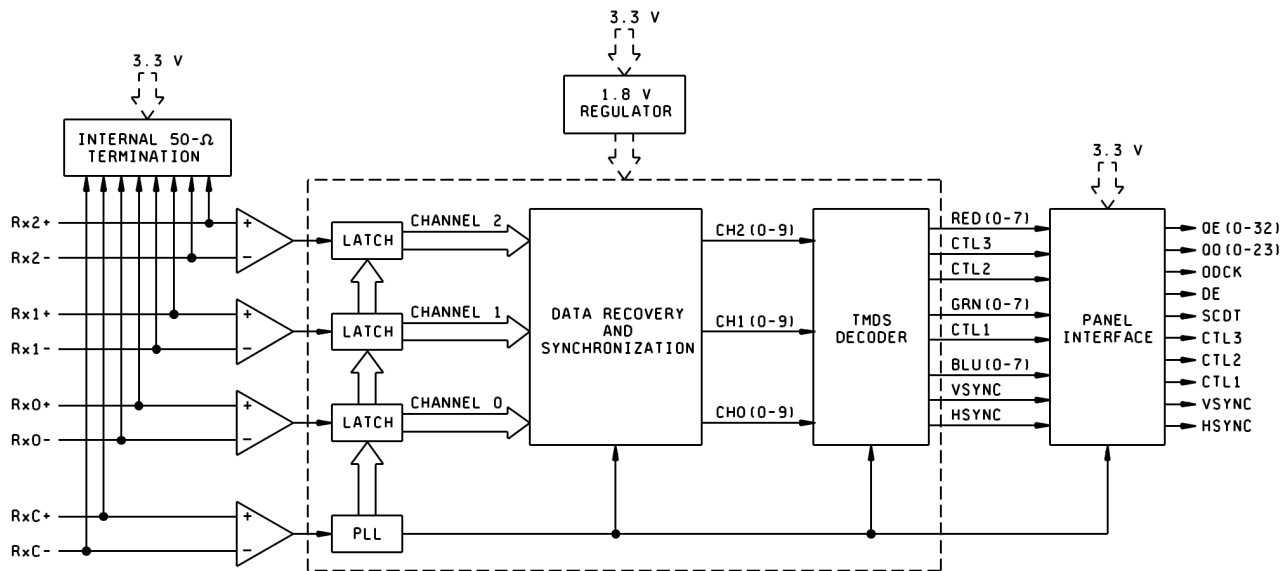 3.3 V
3.3 V
1.8 V
REGULATOR
INTERNAL 50-Ω
TERMINATION
3.3 V
Rx2+
Rx2-
Rx1+
Rx1-
Rx0+
Rx0-
RxC+
RxC-
+
-
+
-
+
-
+
-
LATCH
LATCH
LATCH
PLL
CHANNEL 2
CHANNEL 1
CHANNEL 0
DATA RECOVERY
AND
SYNCHRONIZATION
CH2(0-9)
CH1(0-9)
CH0(0-9)
TMDS
DECODER
RED(0-7)
CTL3
CTL2
GRN(0-7)
CTL1
BLU(0-7)
VSYNC
HSYNC
PANEL
INTERFACE
OE(0-32)
OO(0-23)
ODCK
DE
SCDT
CTL3
CTL2
CTL1
VSYNC
HSYNC